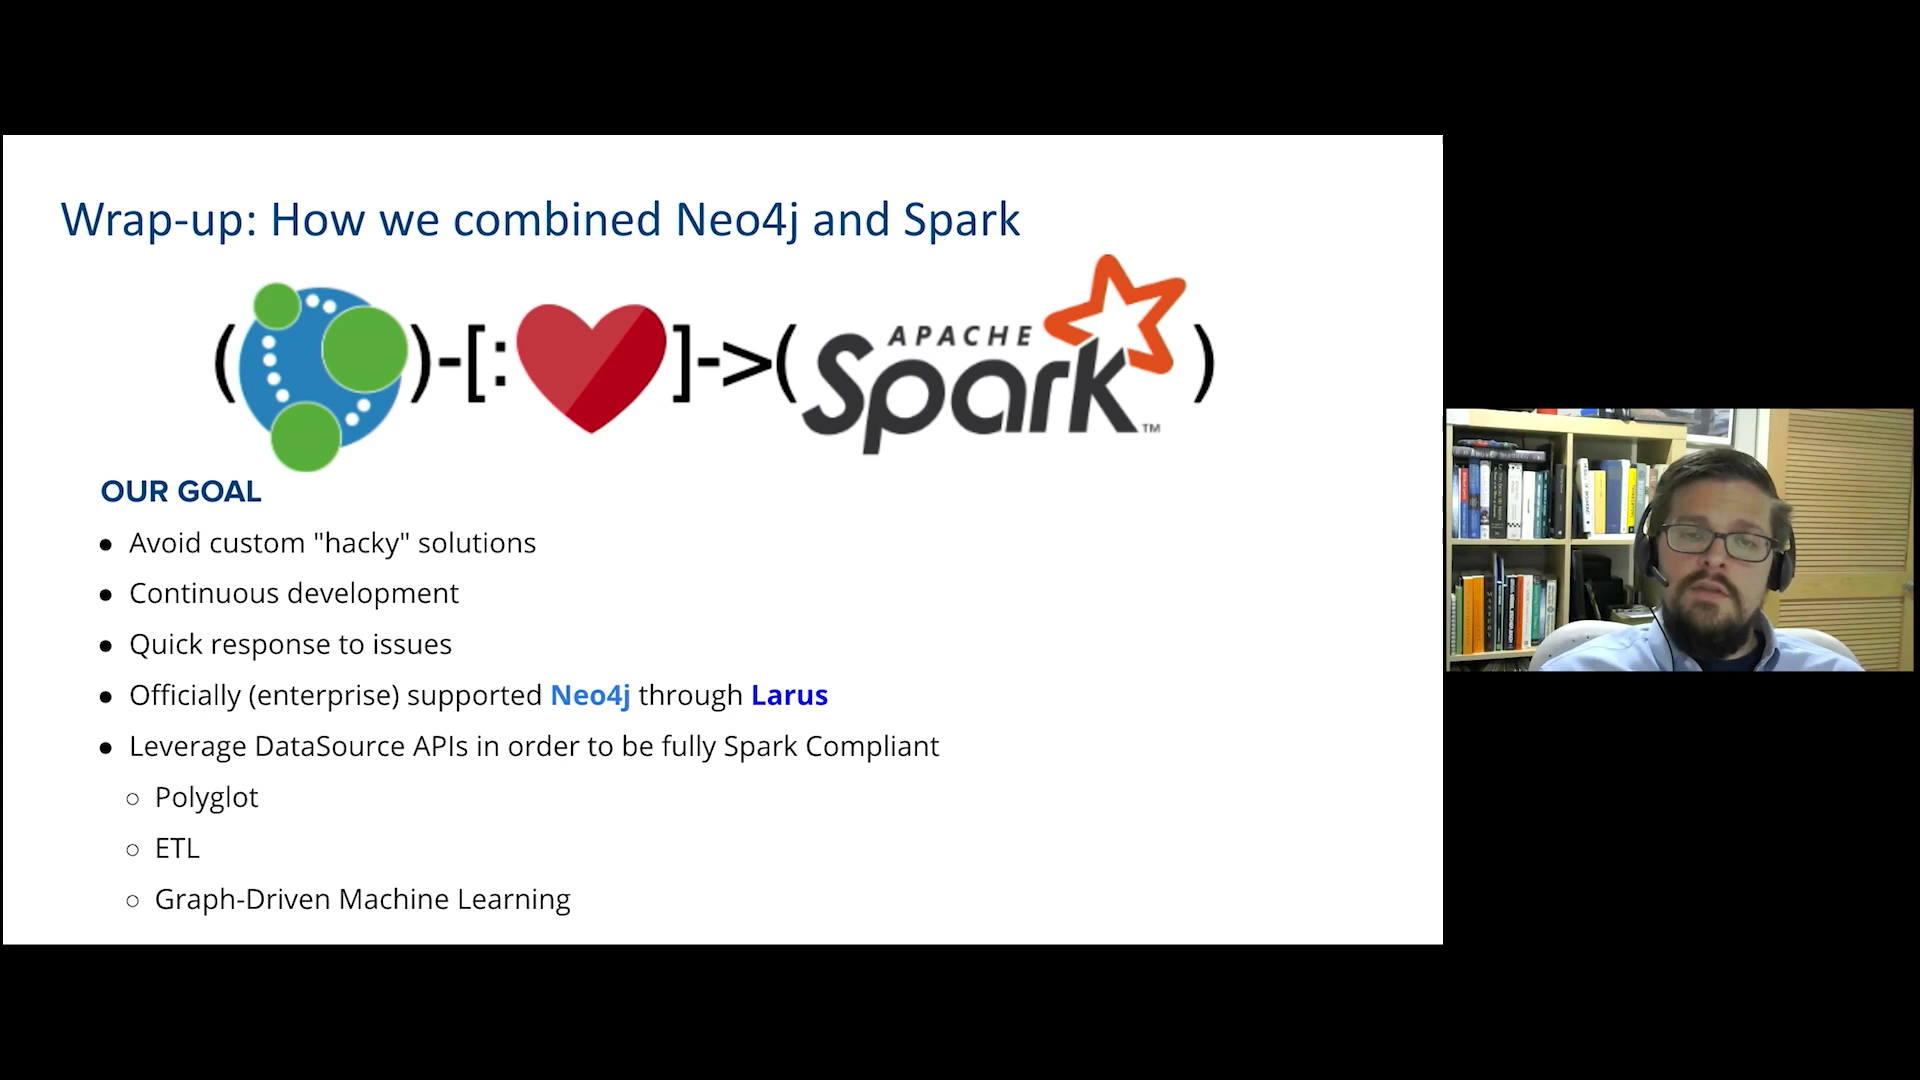 Wrap-up: How we combined Neo4j and Spark
( )-[: ]->( APACHE Spark™ )
OUR GOAL
● Avoid custom "hacky" solutions
● Continuous development
● Quick response to issues
● Officially (enterprise) supported Neo4j through Larus
● Leverage DataSource APIs in order to be fully Spark Compliant
○ Polyglot
○ ETL
○ Graph-Driven Machine Learning